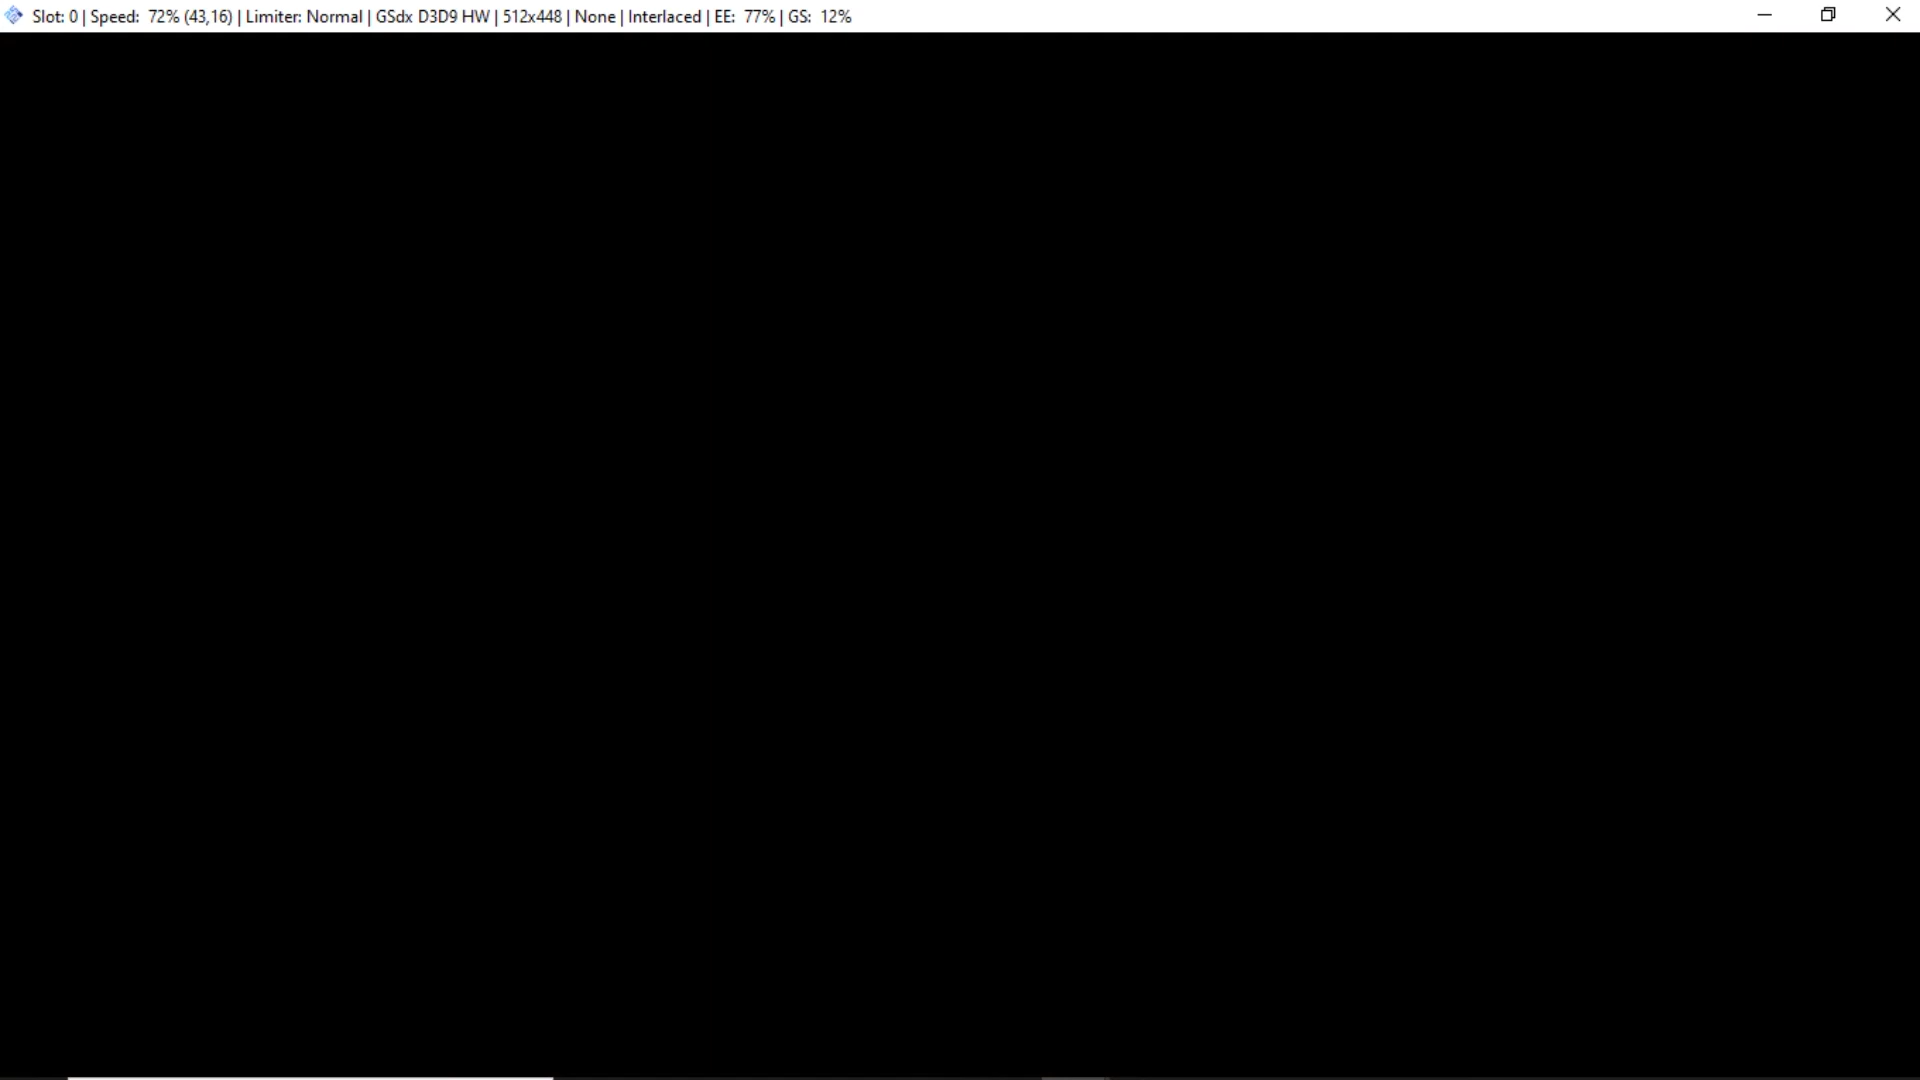 Slot: 0 | Speed: 72% (43,16) | Limiter: Normal | GSdx D3D9 HW | 512x448 | None | Interlaced | EE: 77% | GS: 12%